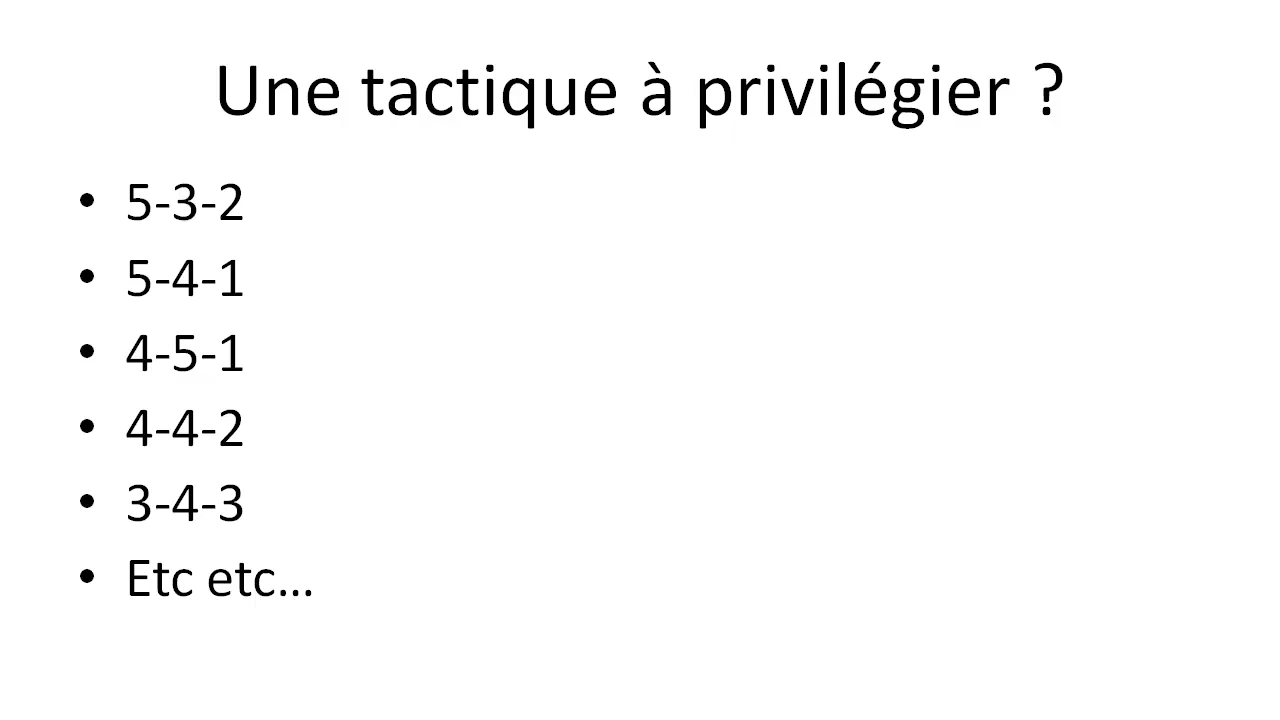 Une tactique à privilégier ?
• 5-3-2
• 5-4-1
• 4-5-1
• 4-4-2
• 3-4-3
• Etc etc…